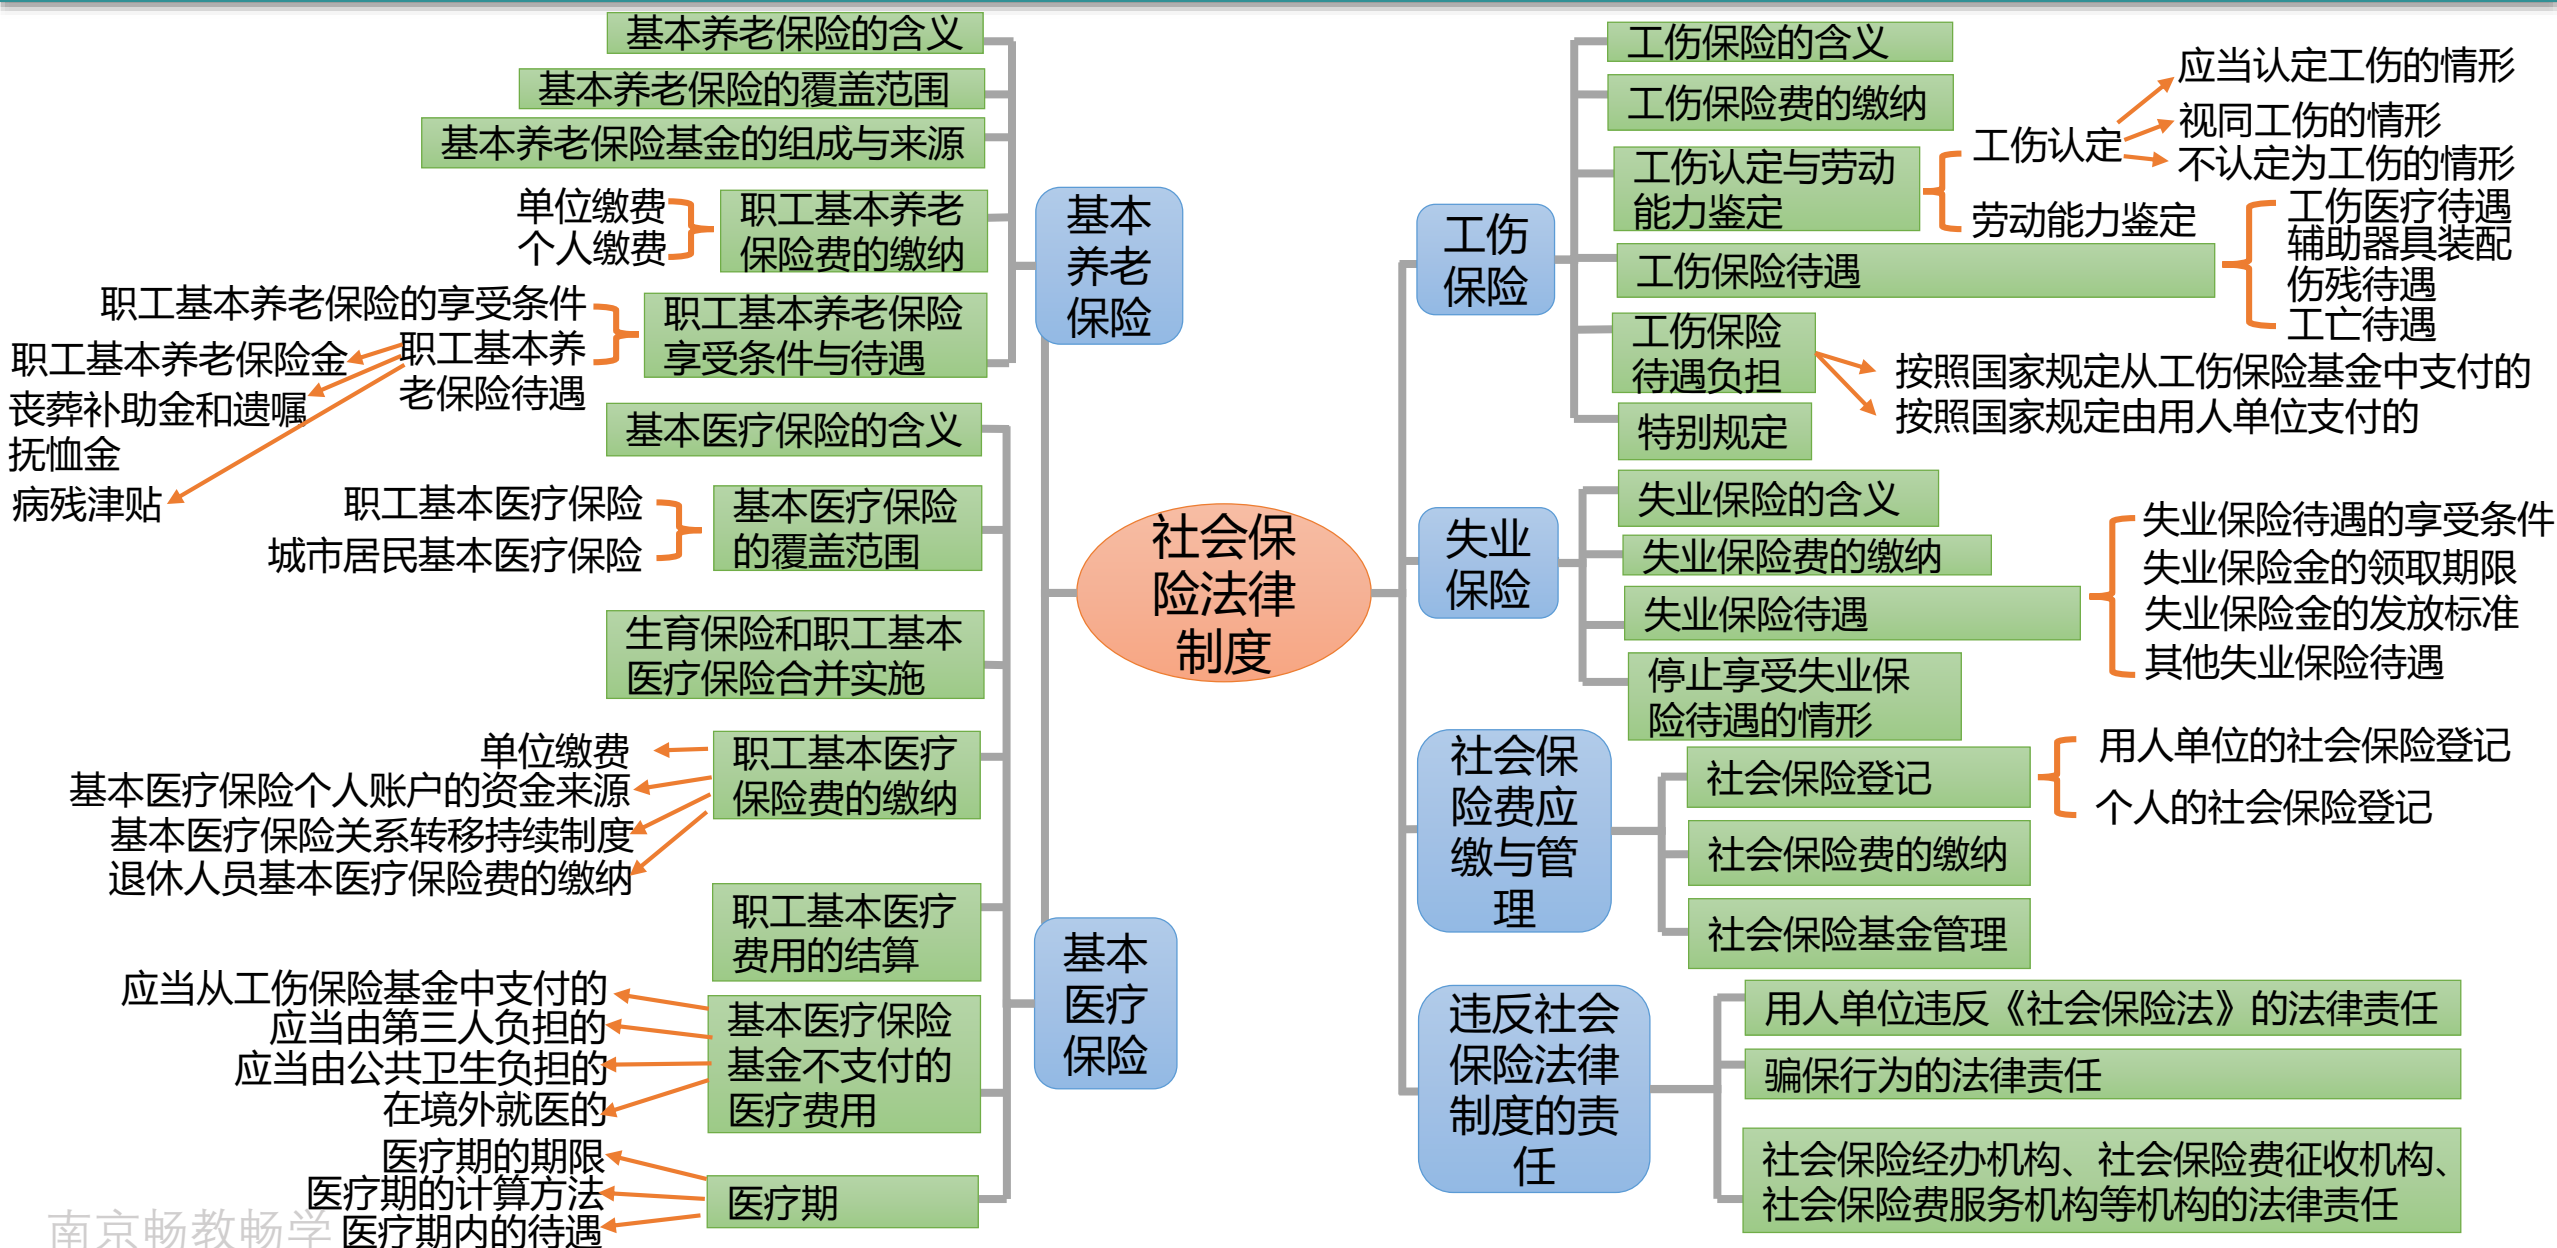 社会保
险法律
制度
基本
养老
保险
基本养老保险的含义
基本养老保险的覆盖范围
基本养老保险基金的组成与来源
职工基本养老
保险费的缴纳
单位缴费
个人缴费
职工基本养老保险
享受条件与待遇
职工基本养老保险的享受条件
职工基本养
老保险待遇
职工基本养老保险金
丧葬补助金和遗嘱
抚恤金
病残津贴
基本
医疗
保险
基本医疗保险的含义
基本医疗保险
的覆盖范围
职工基本医疗保险
城市居民基本医疗保险
生育保险和职工基本
医疗保险合并实施
职工基本医疗
保险费的缴纳
单位缴费
基本医疗保险个人账户的资金来源
基本医疗保险关系转移持续制度
退休人员基本医疗保险费的缴纳
职工基本医疗
费用的结算
基本医疗保险
基金不支付的
医疗费用
应当从工伤保险基金中支付的
应当由第三人负担的
应当由公共卫生负担的
在境外就医的
医疗期
医疗期的期限
医疗期的计算方法
医疗期内的待遇
工伤
保险
工伤保险的含义
工伤保险费的缴纳
工伤认定与劳动
能力鉴定
工伤认定
应当认定工伤的情形
视同工伤的情形
不认定为工伤的情形
劳动能力鉴定
工伤保险待遇
工伤医疗待遇
辅助器具装配
伤残待遇
工亡待遇
工伤保险
待遇负担
按照国家规定从工伤保险基金中支付的
按照国家规定由用人单位支付的
特别规定
失业
保险
失业保险的含义
失业保险费的缴纳
失业保险待遇
失业保险待遇的享受条件
失业保险金的领取期限
失业保险金的发放标准
其他失业保险待遇
停止享受失业保
险待遇的情形
社会保
险费应
缴与管
理
社会保险登记
用人单位的社会保险登记
个人的社会保险登记
社会保险费的缴纳
社会保险基金管理
违反社会
保险法律
制度的责
任
用人单位违反《社会保险法》的法律责任
骗保行为的法律责任
社会保险经办机构、社会保险费征收机构、
社会保险费服务机构等机构的法律责任
南京畅教畅学